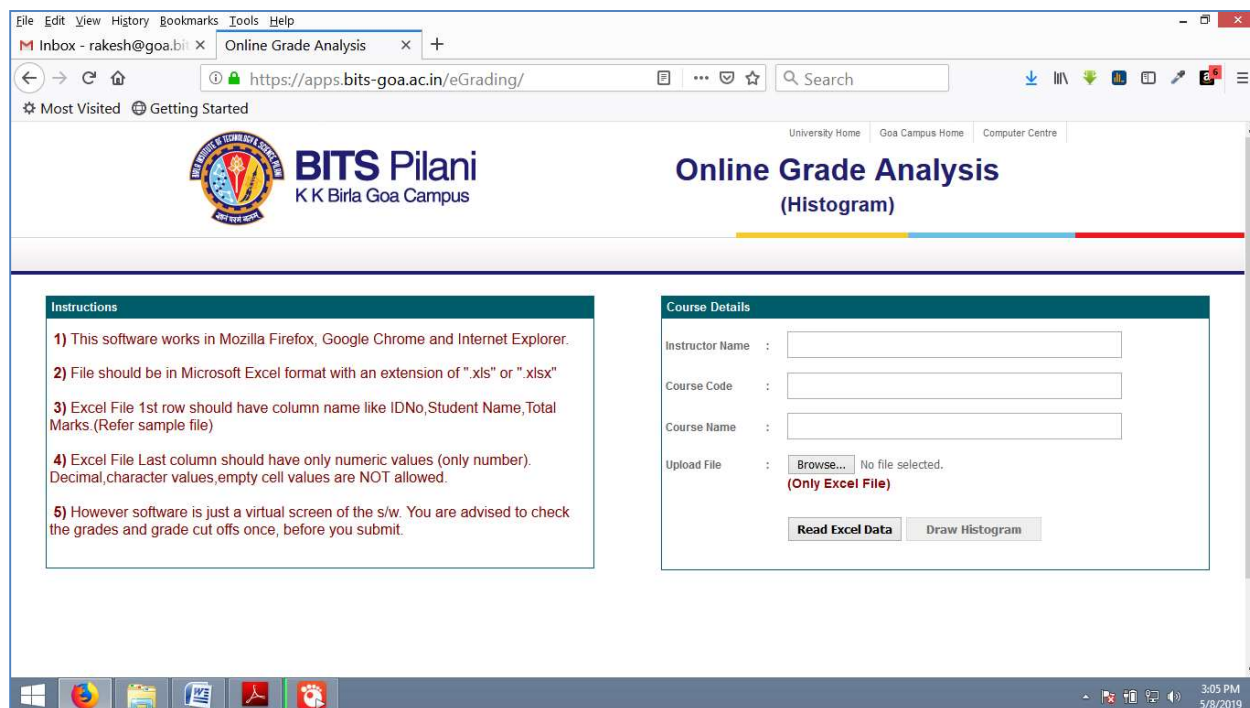 File Edit View History Bookmarks Tools Help
Inbox - rakesh@goa.bit
Online Grade Analysis
https://apps.bits-goa.ac.in/eGrading/
Search
6
Most Visited Getting Started
University Home Goa Campus Home Computer Centre
BITS Pilani
K K Birla Goa Campus
Online Grade Analysis
(Histogram)
Instructions
1) This software works in Mozilla Firefox, Google Chrome and Internet Explorer.
2) File should be in Microsoft Excel format with an extension of ".xls" or ".xlsx"
3) Excel File 1st row should have column name like IDNo,Student Name,Total
Marks.(Refer sample file)
4) Excel File Last column should have only numeric values (only number).
Decimal,character values,empty cell values are NOT allowed.
5) However software is just a virtual screen of the s/w. You are advised to check
the grades and grade cut offs once, before you submit.
Course Details
Instructor Name :
Course Code :
Course Name :
Upload File : Browse... No file selected.
(Only Excel File)
Read Excel Data Draw Histogram
3:05 PM
5/8/2019